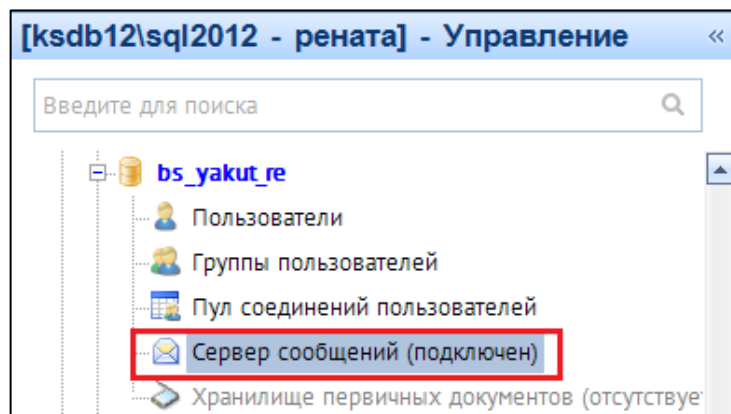 [ksdb12\sql2012 - рената] - Управление «
Введите для поиска
bs_yakut_re
Пользователи
Группы пользователей
Пул соединений пользователей
Сервер сообщений (подключен)
Хранилище первичных документов (отсутствуе